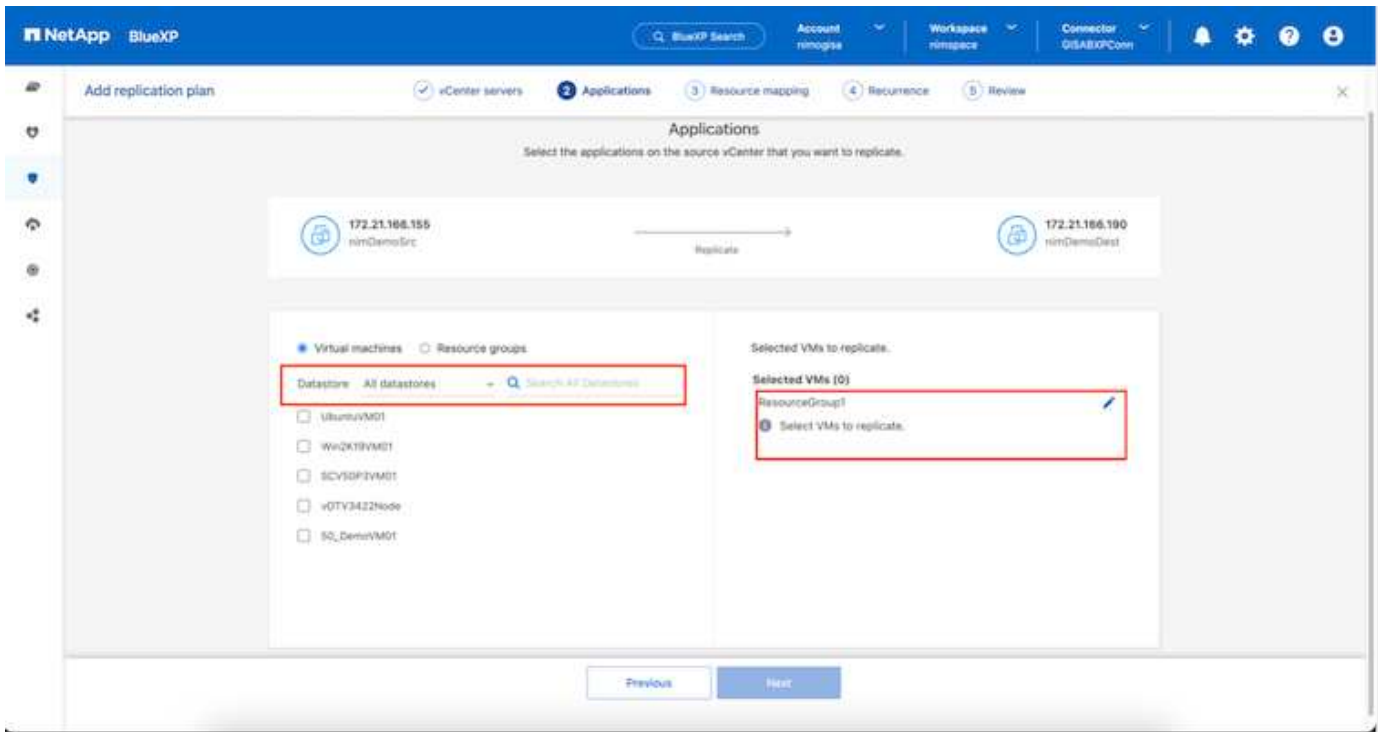 NetApp BlueXP
BlueXP Search
Account
nimogisa
Workspace
nimspace
Connector
GISABXPConn
Add replication plan
vCenter servers
2 Applications
3 Resource mapping
4 Recurrence
5 Review
Applications
Select the applications on the source vCenter that you want to replicate.
172.21.166.155
nimDemoSrc
Replicate
172.21.166.190
nimDemoDest
Virtual machines Resource groups
Datastore All datastores Search All Datastores
UbuntuVM01
Win2K19VM01
SCV50P3VM01
vOTV3422Node
50_DemoVM01
Selected VMs to replicate.
Selected VMs (0)
ResourceGroup1
Select VMs to replicate.
Previous
Next